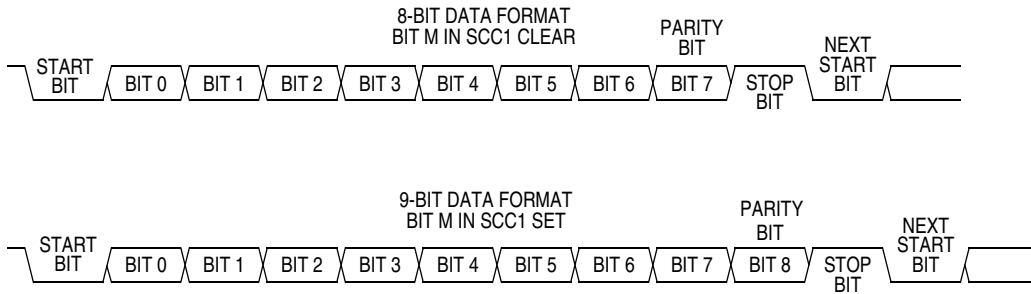 8-BIT DATA FORMAT
BIT M IN SCC1 CLEAR
PARITY
BIT
START
BIT
BIT 0
BIT 1
BIT 2
BIT 3
BIT 4
BIT 5
BIT 6
BIT 7
STOP
BIT
NEXT
START
BIT
9-BIT DATA FORMAT
BIT M IN SCC1 SET
PARITY
BIT
START
BIT
BIT 0
BIT 1
BIT 2
BIT 3
BIT 4
BIT 5
BIT 6
BIT 7
BIT 8
STOP
BIT
NEXT
START
BIT